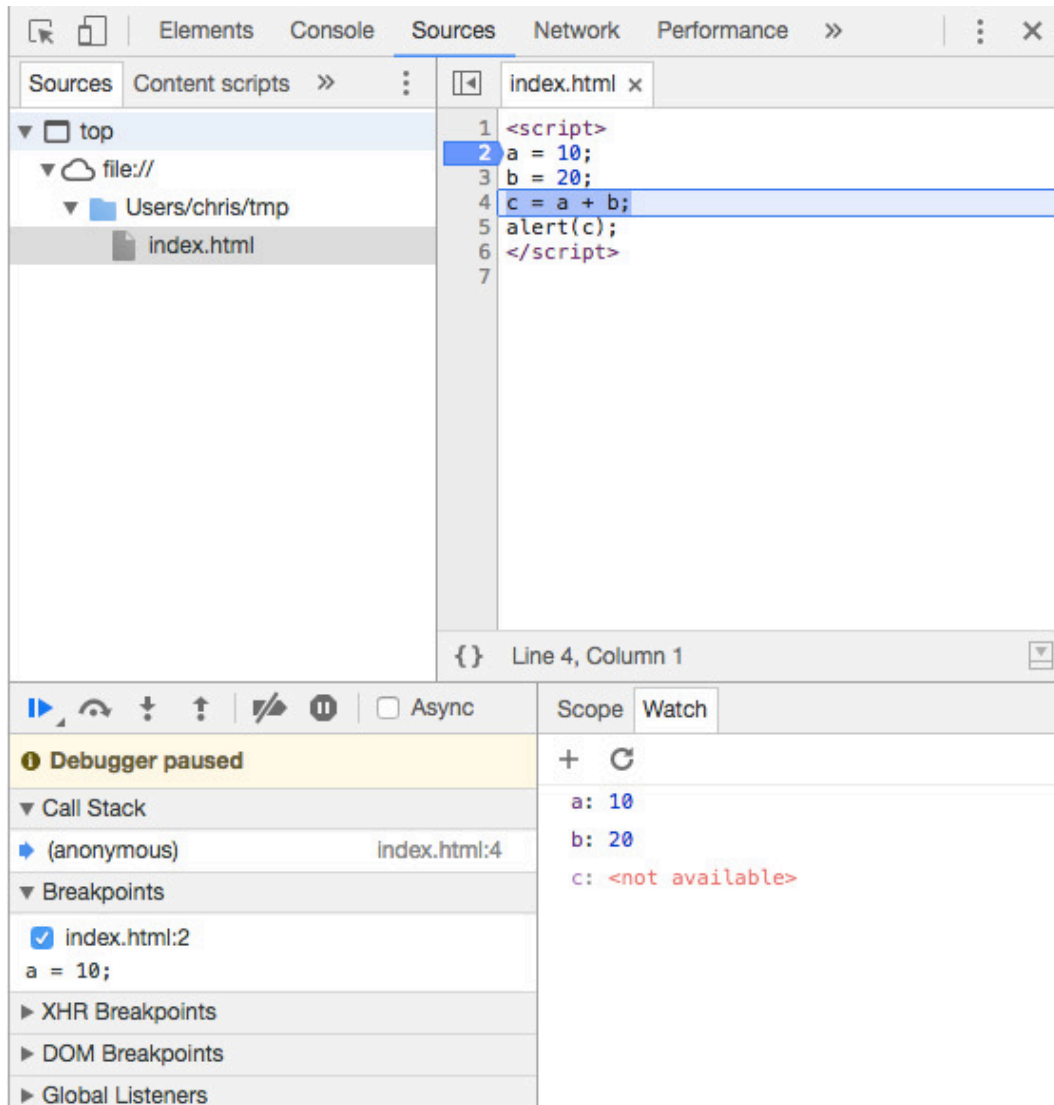 Elements Console Sources Network Performance »
Sources Content scripts »
index.html ×
top
file://
Users/chris/tmp
index.html
1 <script>
2 a = 10;
3 b = 20;
4 c = a + b;
5 alert(c);
6 </script>
7
{} Line 4, Column 1
Async
Debugger paused
Call Stack
(anonymous) index.html:4
Breakpoints
index.html:2
a = 10;
XHR Breakpoints
DOM Breakpoints
Global Listeners
Scope Watch
a: 10
b: 20
c: <not available>